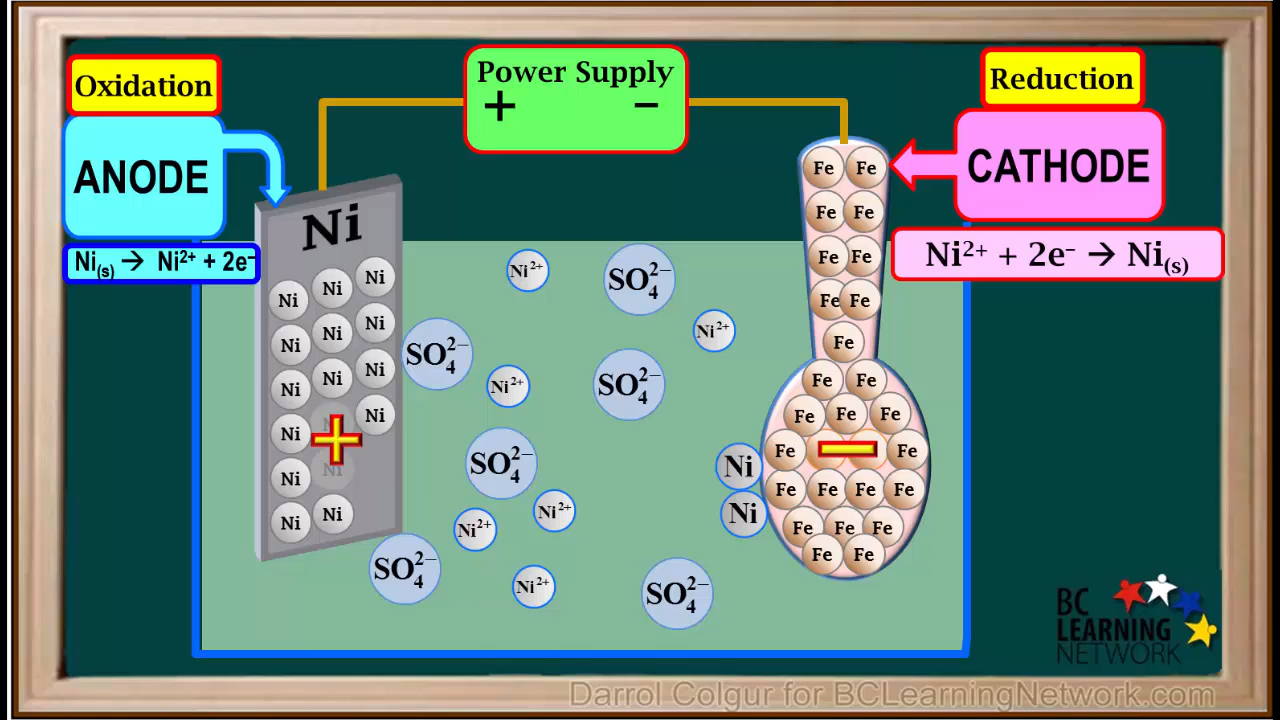 Oxidation
ANODE
Ni(s) → Ni²⁺ + 2e⁻
Power Supply
+ −
Reduction
CATHODE
Ni²⁺ + 2e⁻ → Ni(s)
Ni
Ni Ni Ni
Ni Ni Ni
Ni Ni Ni
Ni Ni Ni
+
Ni Ni
Ni Ni
Ni²⁺
SO₄²⁻
Ni²⁺
SO₄²⁻
Ni²⁺
SO₄²⁻
SO₄²⁻
Ni²⁺
Ni²⁺
SO₄²⁻
Ni²⁺
SO₄²⁻
Ni
Ni
Fe Fe
Fe Fe
Fe Fe
Fe Fe
Fe
Fe Fe
Fe Fe Fe
Fe − Fe
Fe Fe Fe Fe
Fe Fe Fe
Fe Fe
BC
LEARNING
NETWORK
Darrol Colgur for BCLearningNetwork.com